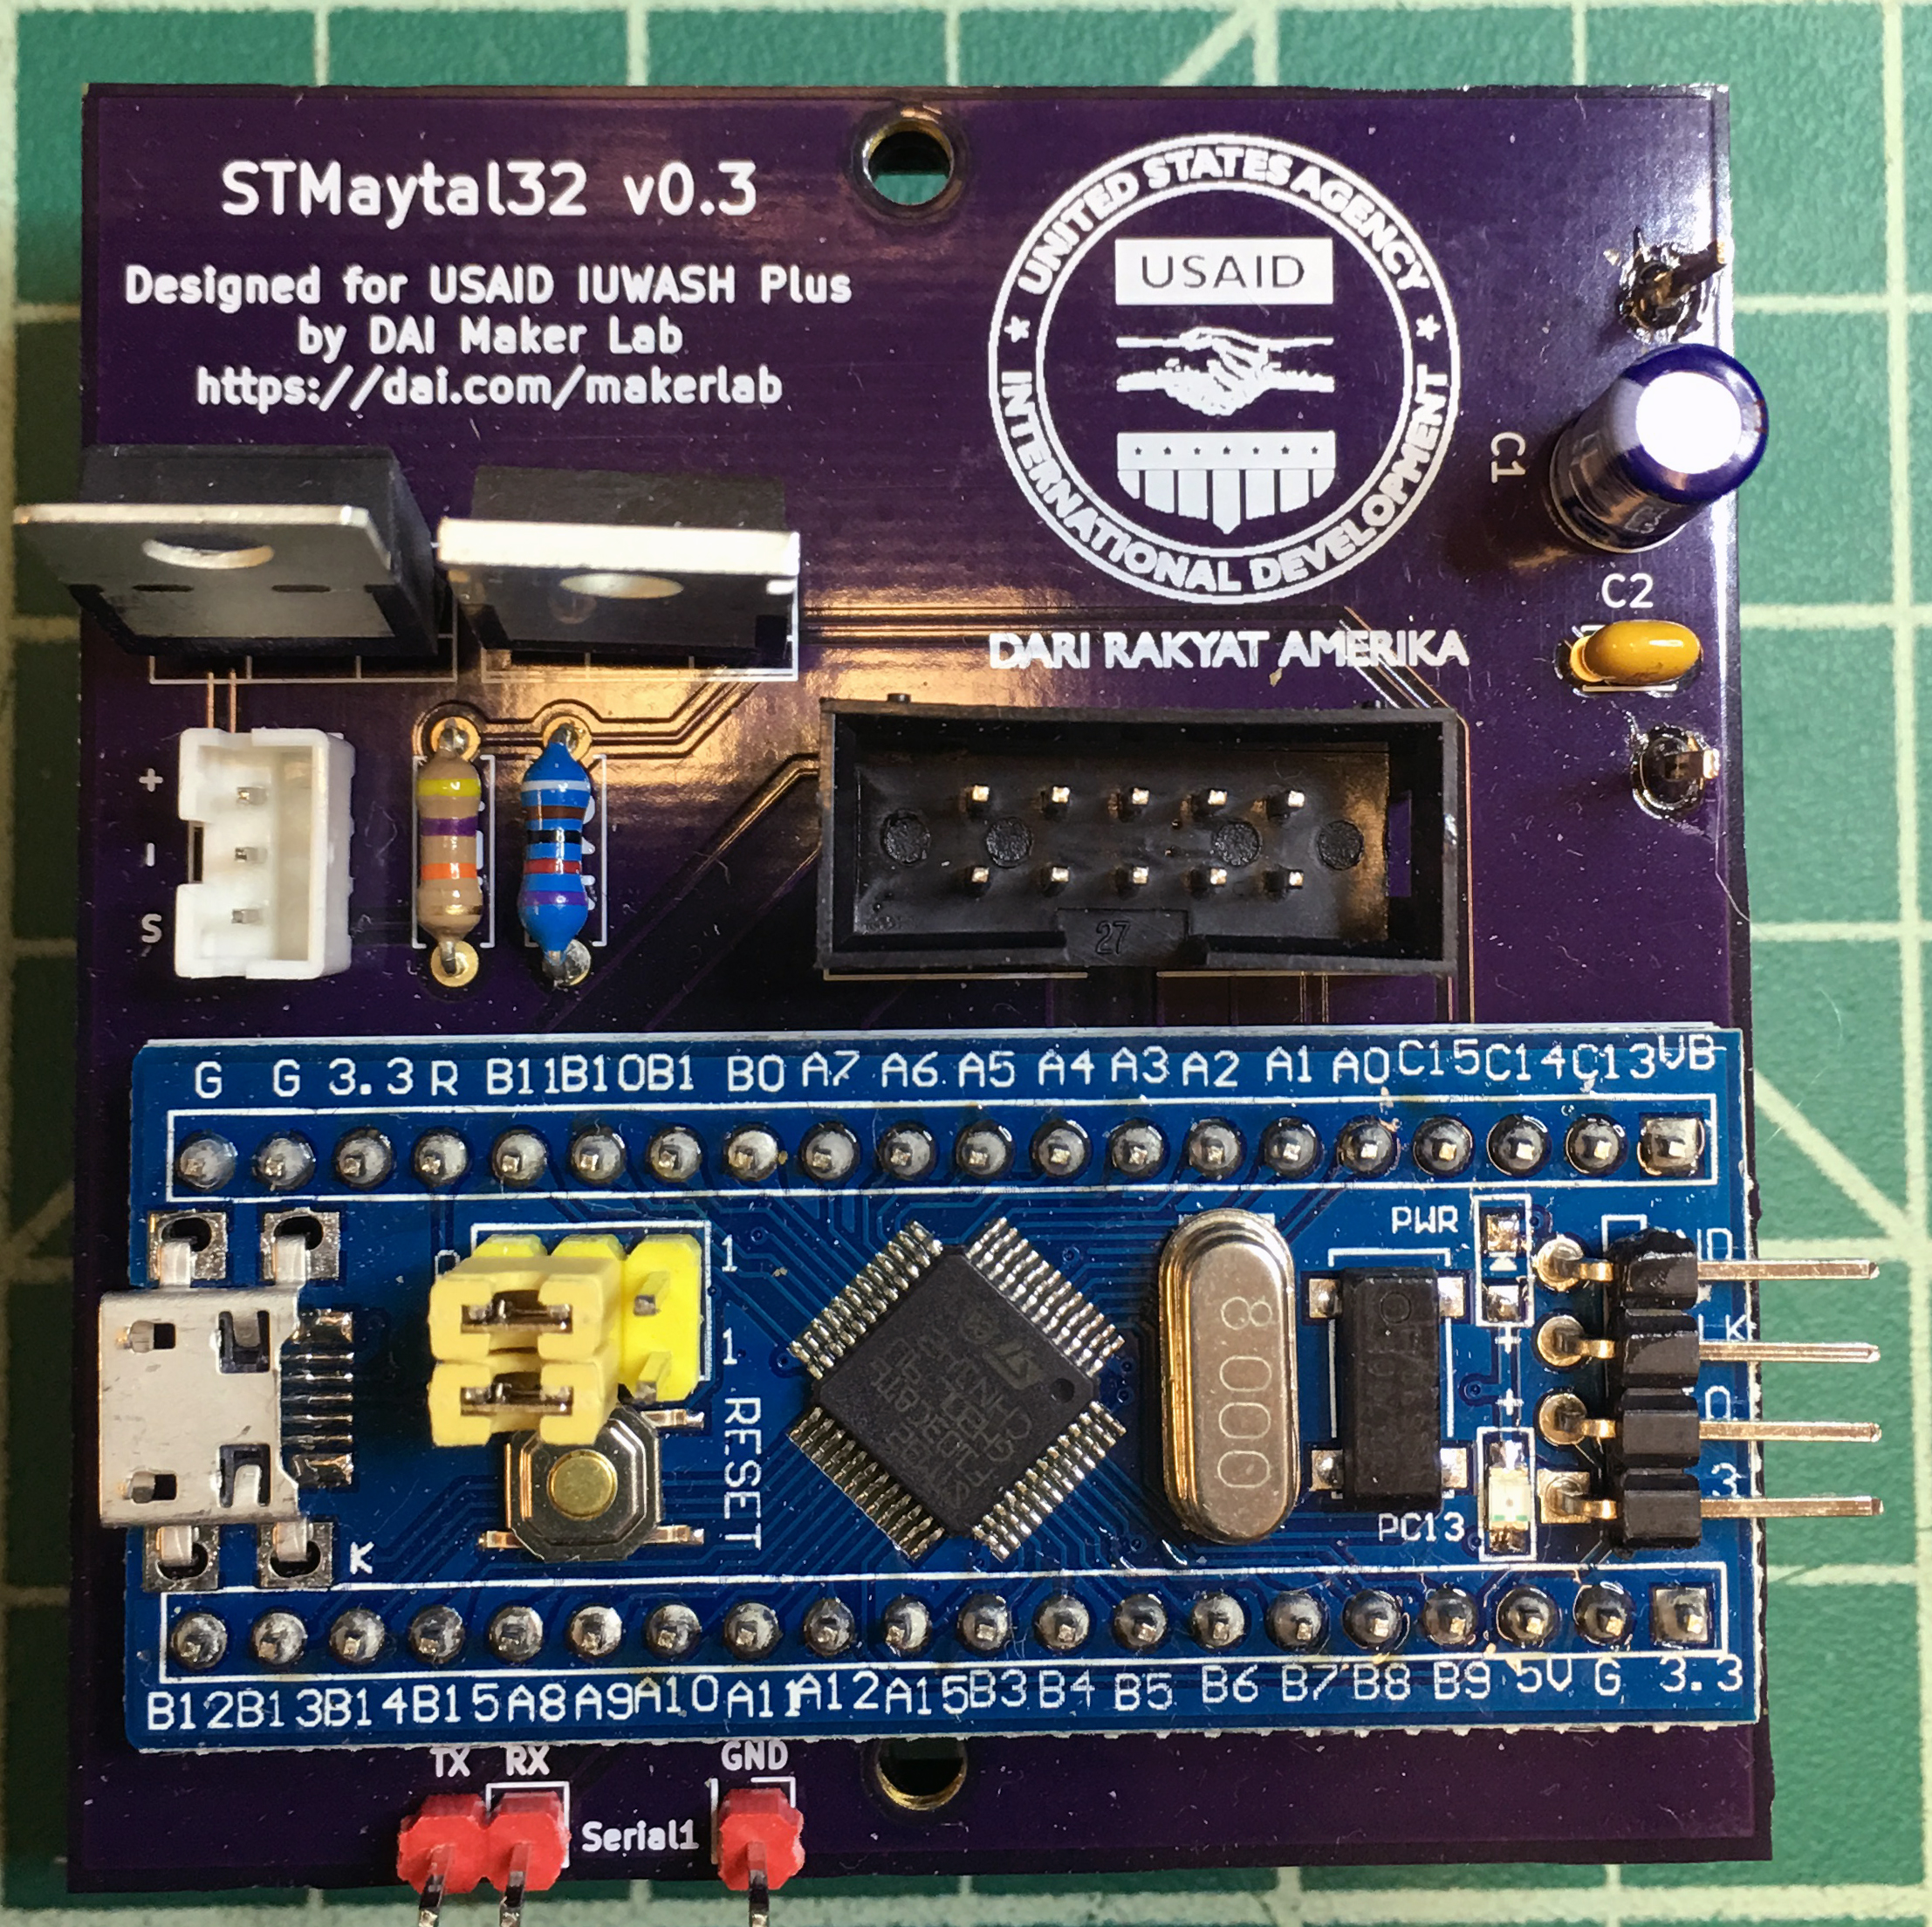 STMaytal32 v0.3
Designed for USAID IUWASH Plus
by DAI Maker Lab
https://dai.com/makerlab
UNITED STATES AGENCY
USAID
INTERNATIONAL DEVELOPMENT
DARI RAKYAT AMERIKA
C1
C2
+
-
S
27
G G 3.3 R B11 B10 B1 B0 A7 A6 A5 A4 A3 A2 A1 A0 C15 C14 C13 VB
PWR
1
1
RESET
8.000
PC13
K
3
B12 B13 B14 B15 A8 A9 A10 A11 A12 A15 B3 B4 B5 B6 B7 B8 B9 5V G 3.3
TX RX GND
Serial1